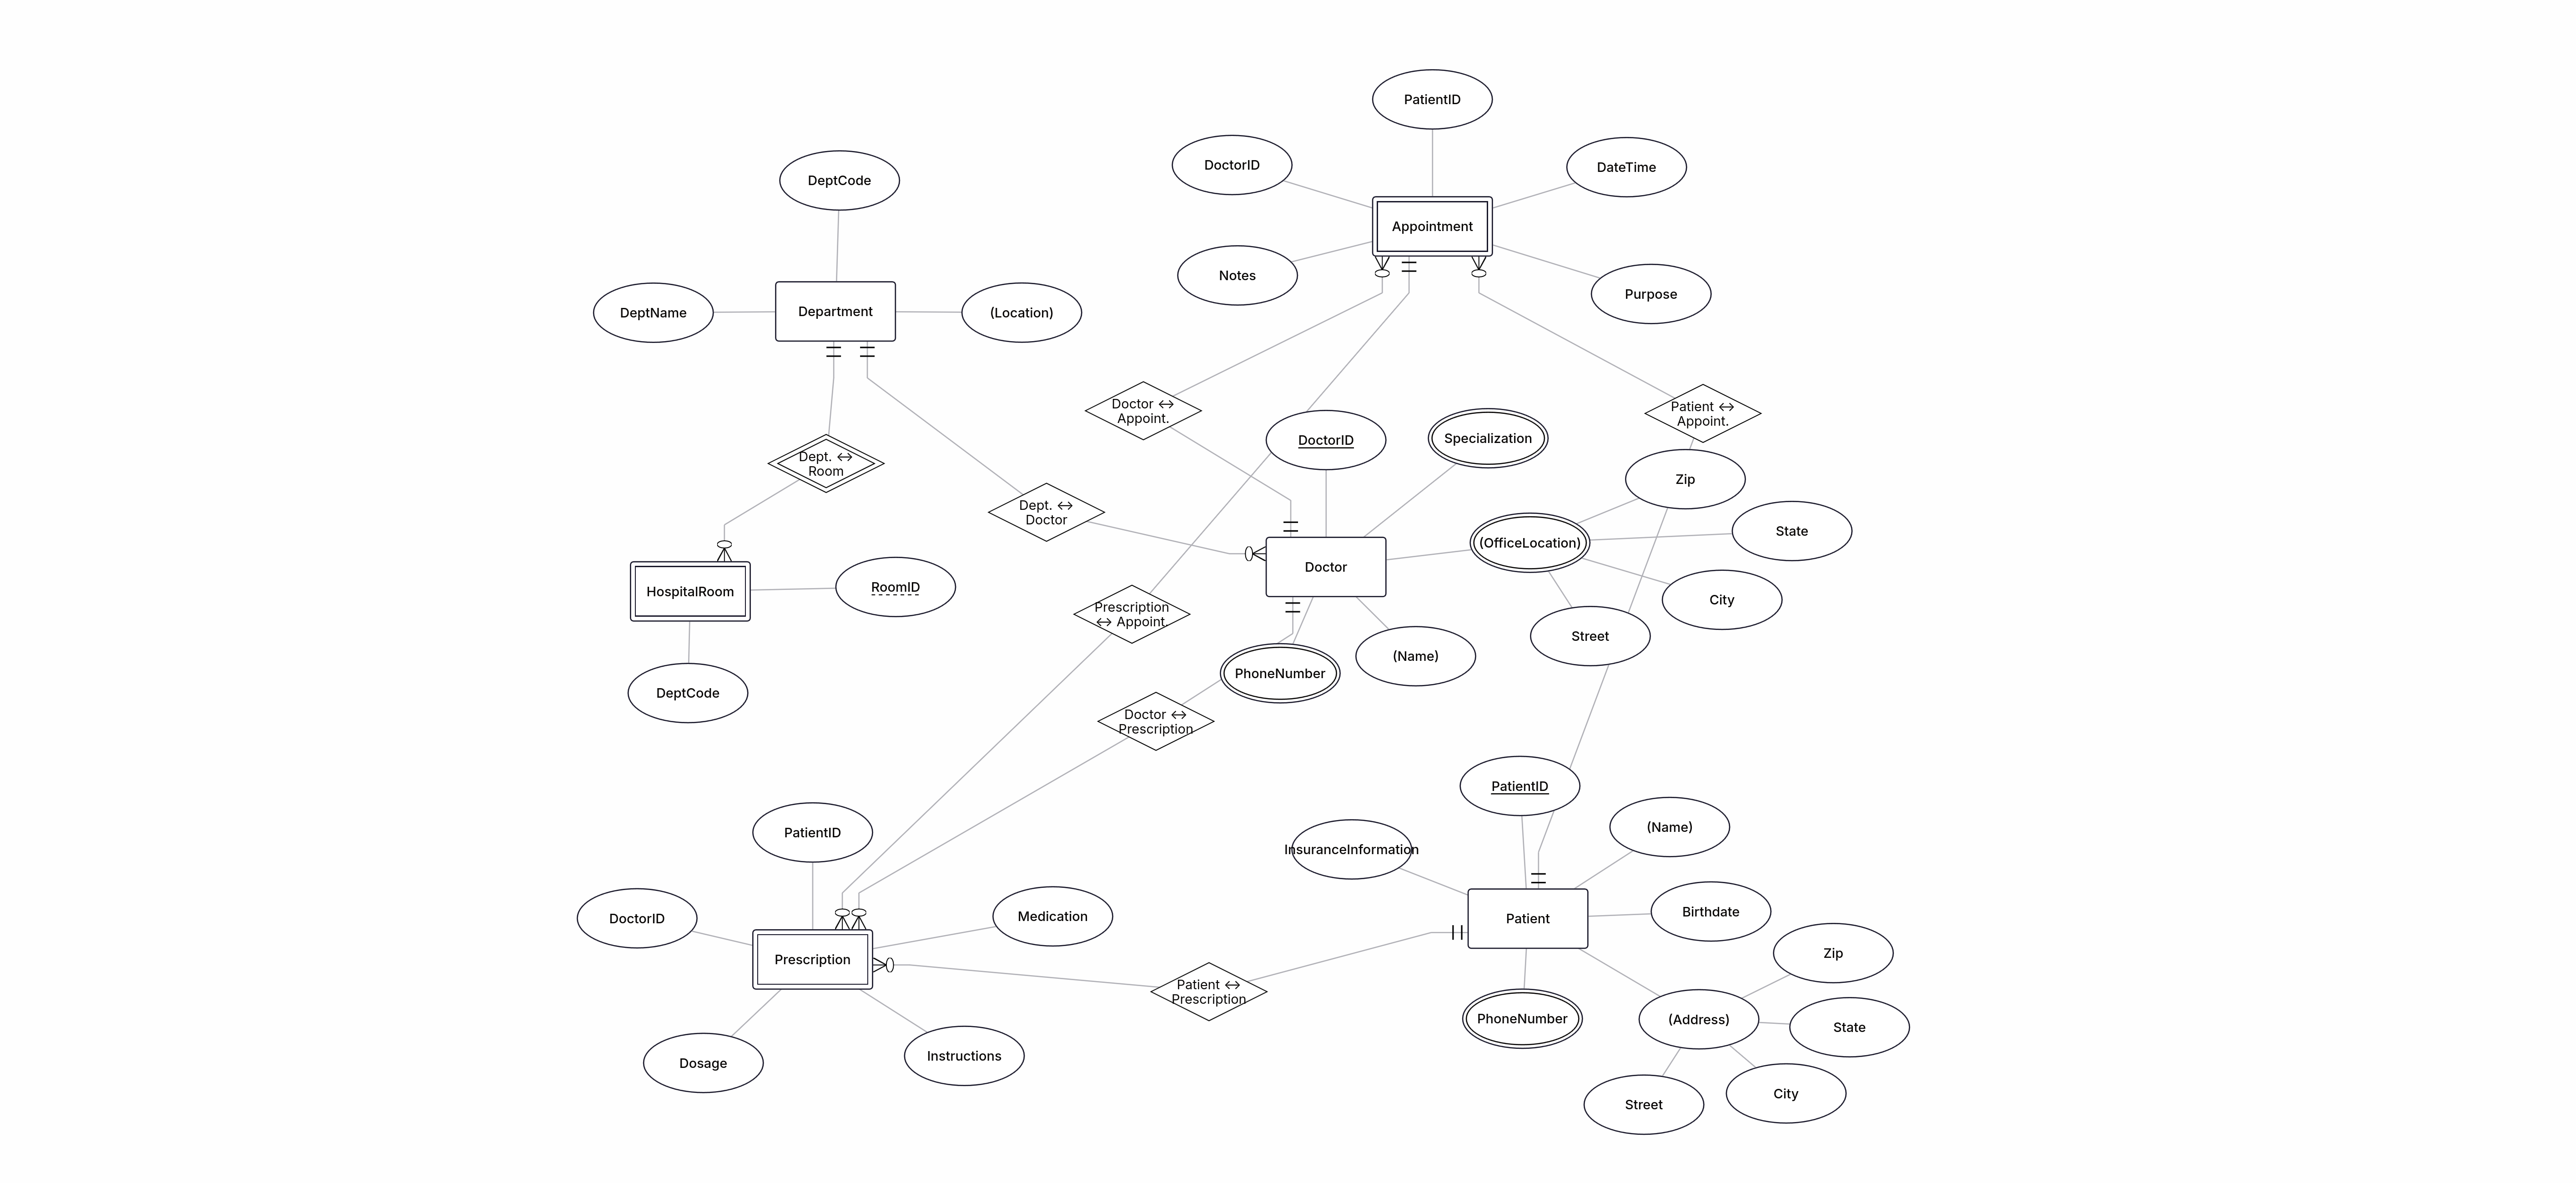 PatientID
DoctorID
DateTime
DeptCode
Appointment
Notes
Purpose
DeptName
Department
(Location)
Doctor ↔
Appoint.
Patient ↔
Appoint.
DoctorID
Specialization
Dept. ↔
Room
Zip
Dept. ↔
Doctor
State
(OfficeLocation)
Doctor
HospitalRoom
RoomID
City
Prescription
↔ Appoint.
Street
(Name)
PhoneNumber
DeptCode
Doctor ↔
Prescription
PatientID
PatientID
(Name)
InsuranceInformation
DoctorID
Medication
Patient
Birthdate
Prescription
Zip
Patient ↔
Prescription
PhoneNumber
(Address)
State
Dosage
Instructions
City
Street